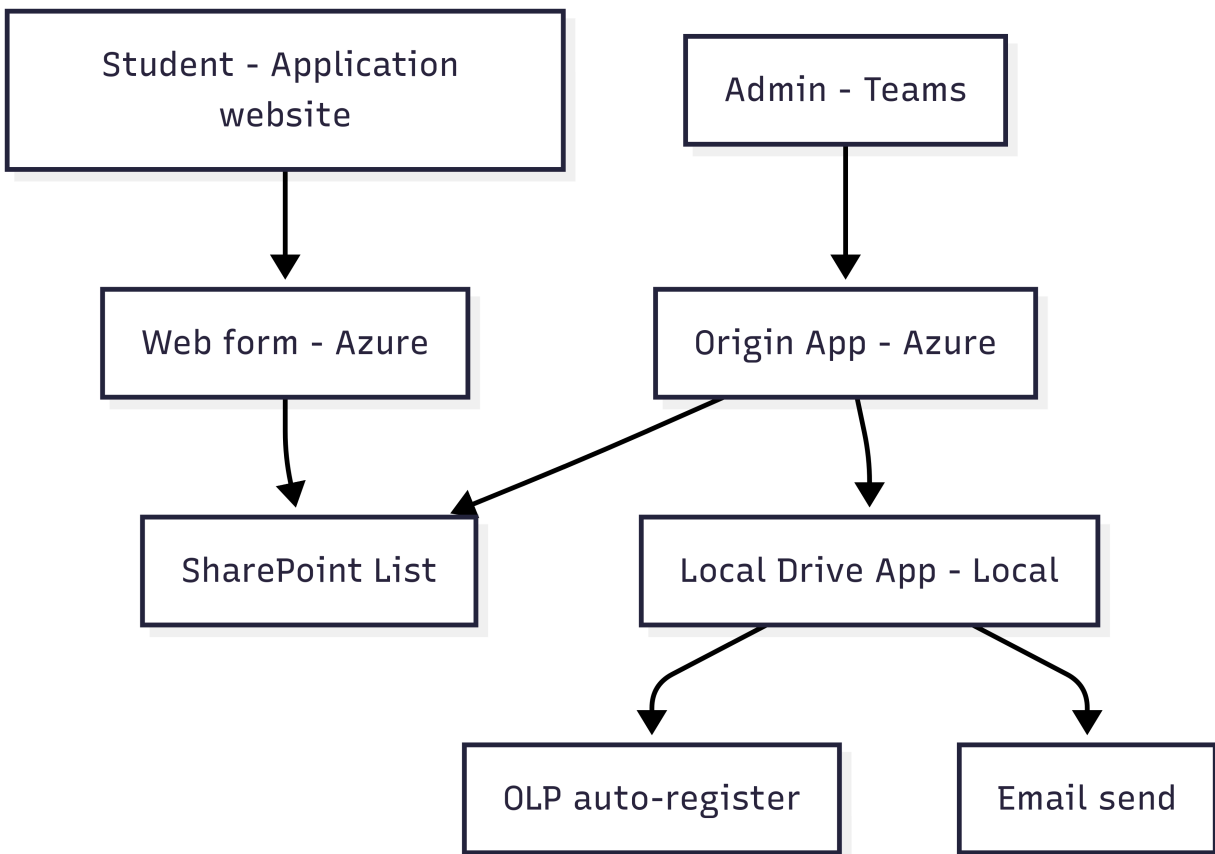 Student - Application
website
Admin - Teams
Web form - Azure
Origin App - Azure
SharePoint List
Local Drive App - Local
OLP auto-register
Email send